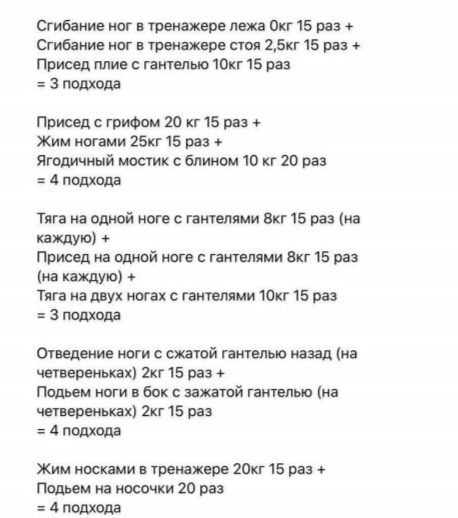 Сгибание ног в тренажере лежа 0кг 15 раз +
Сгибание ног в тренажере стоя 2,5кг 15 раз +
Присед плие с гантелью 10кг 15 раз
= 3 подхода
Присед с грифом 20 кг 15 раз +
Жим ногами 25кг 15 раз +
Ягодичный мостик с блином 10 кг 20 раз
= 4 подхода
Тяга на одной ноге с гантелями 8кг 15 раз (на
каждую) +
Присед на одной ноге с гантелями 8кг 15 раз
(на каждую) +
Тяга на двух ногах с гантелями 10кг 15 раз
= 3 подхода
Отведение ноги с сжатой гантелью назад (на
четвереньках) 2кг 15 раз +
Подьем ноги в бок с зажатой гантелью (на
четвереньках) 2кг 15 раз
= 4 подхода
Жим носками в тренажере 20кг 15 раз +
Подьем на носочки 20 раз
= 4 подхода